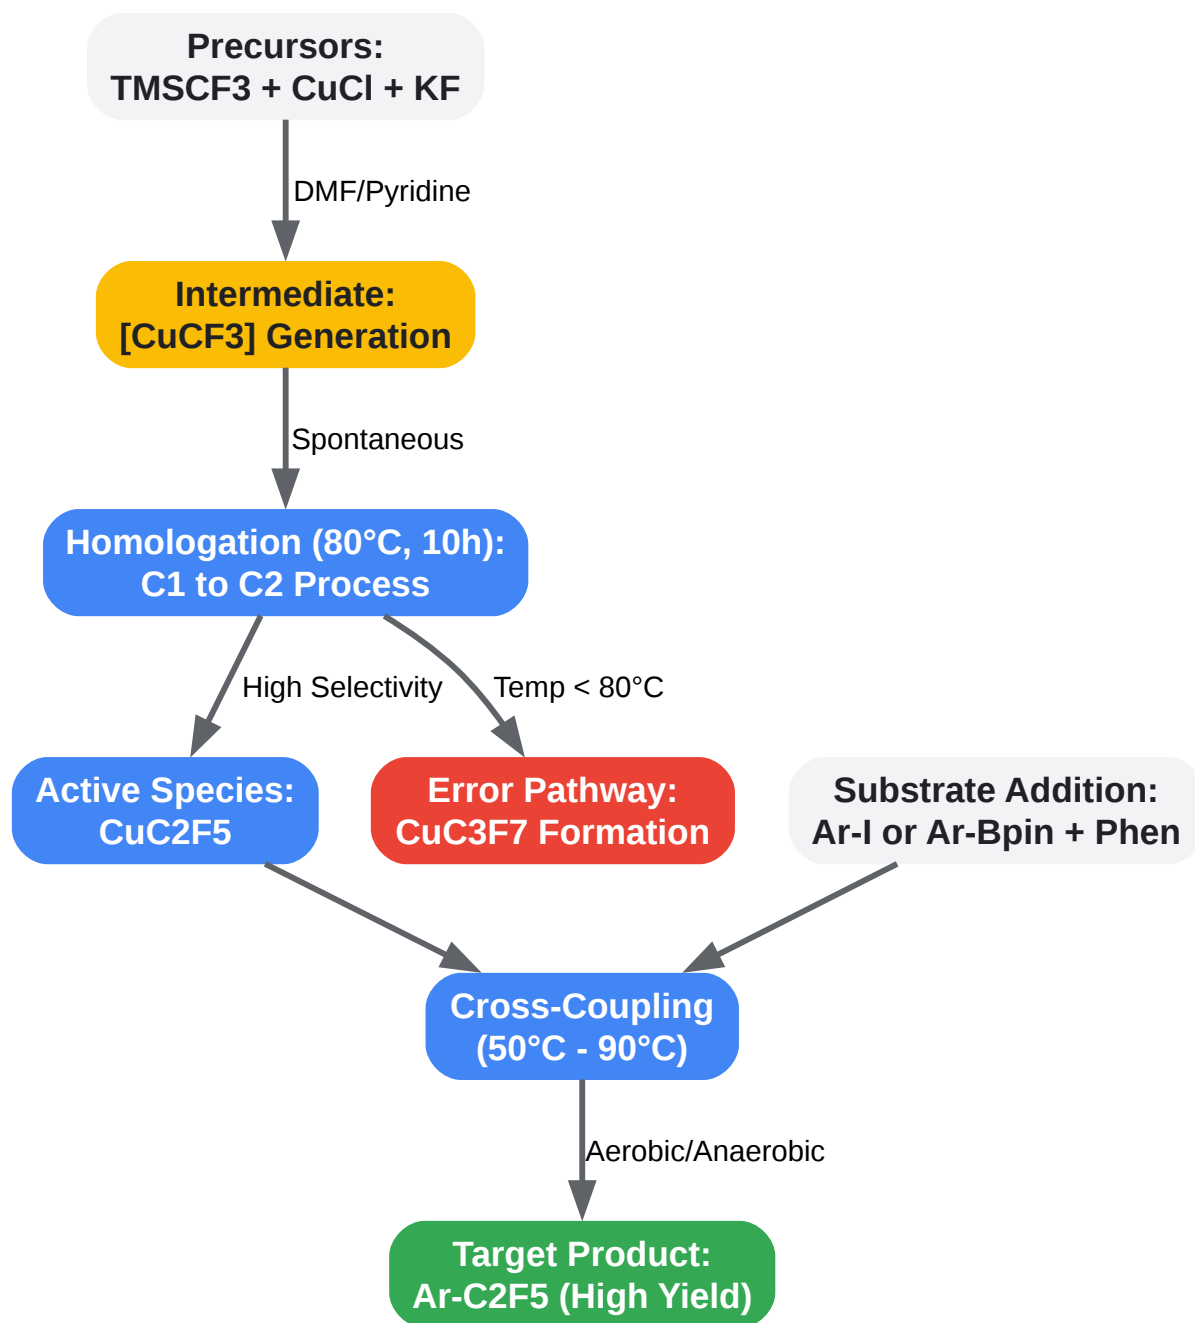 Precursors:
TMSCF3 + CuCl + KF
DMF/Pyridine
Intermediate:
[CuCF3] Generation
Spontaneous
Homologation (80°C, 10h):
C1 to C2 Process
High Selectivity
Temp < 80°C
Active Species:
CuC2F5
Error Pathway:
CuC3F7 Formation
Substrate Addition:
Ar-I or Ar-Bpin + Phen
Cross-Coupling
(50°C - 90°C)
Aerobic/Anaerobic
Target Product:
Ar-C2F5 (High Yield)